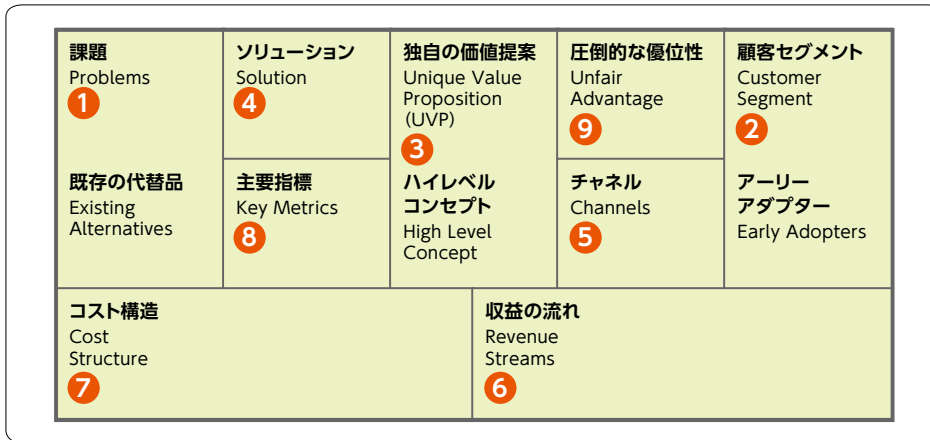 課題
Problems
1
既存の代替品
Existing
Alternatives
ソリューション
Solution
4
主要指標
Key Metrics
8
独自の価値提案
Unique Value
Proposition
(UVP)
3
ハイレベル
コンセプト
High Level
Concept
圧倒的な優位性
Unfair
Advantage
9
チャネル
Channels
5
顧客セグメント
Customer
Segment
2
アーリー
アダプター
Early Adopters
コスト構造
Cost
Structure
7
収益の流れ
Revenue
Streams
6